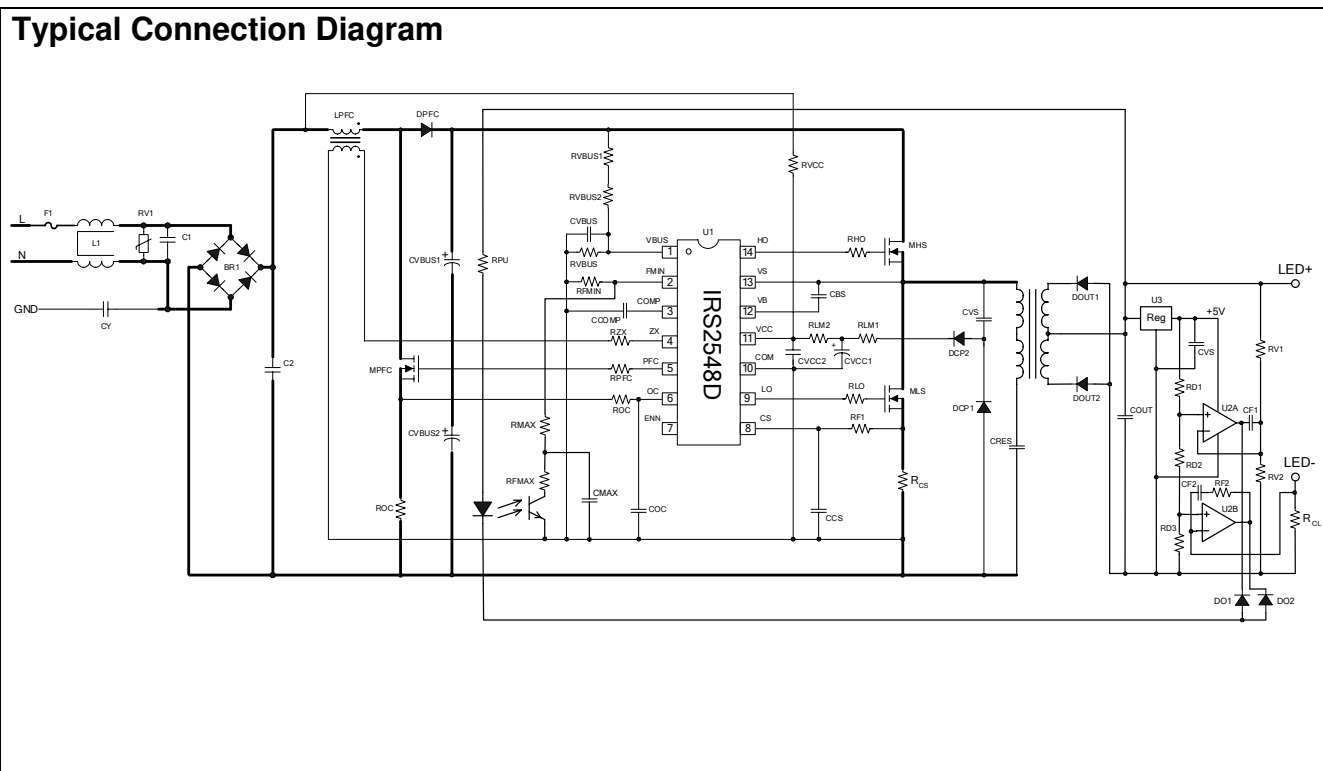 Typical Connection Diagram
LPFC
DPFC
RVBUS1
RVCC
RVBUS2
F1
RV1
L
L1
C1
N
BR1
GND
CY
C2
CVBUS1
+
RPU
CVBUS
VBUS
RVBUS
FMIN
RFMIN
COMP
CCOMP
RZX
ZX
MPFC
RPFC
PFC
ROC
OC
ENN
CVBUS2
+
RMAX
RFMAX
CMAX
ROC
COC
U1
IRS2548D
1
2
3
4
5
6
7
14
13
12
11
10
9
8
HO
VS
VB
VCC
COM
LO
CS
RHO
MHS
CBS
RLM2
RLM1
DCP2
CVS
CVCC2
+
CVCC1
RLO
MLS
DCP1
RF1
CRES
RCS
CCS
DOUT1
DOUT2
LED+
U3
Reg
+5V
CVS
RV1
RD1
COUT
U2A
CF1
+
−
RD2
LED-
RV2
CF2
RF2
U2B
+
−
RD3
RCL
DO1
DO2